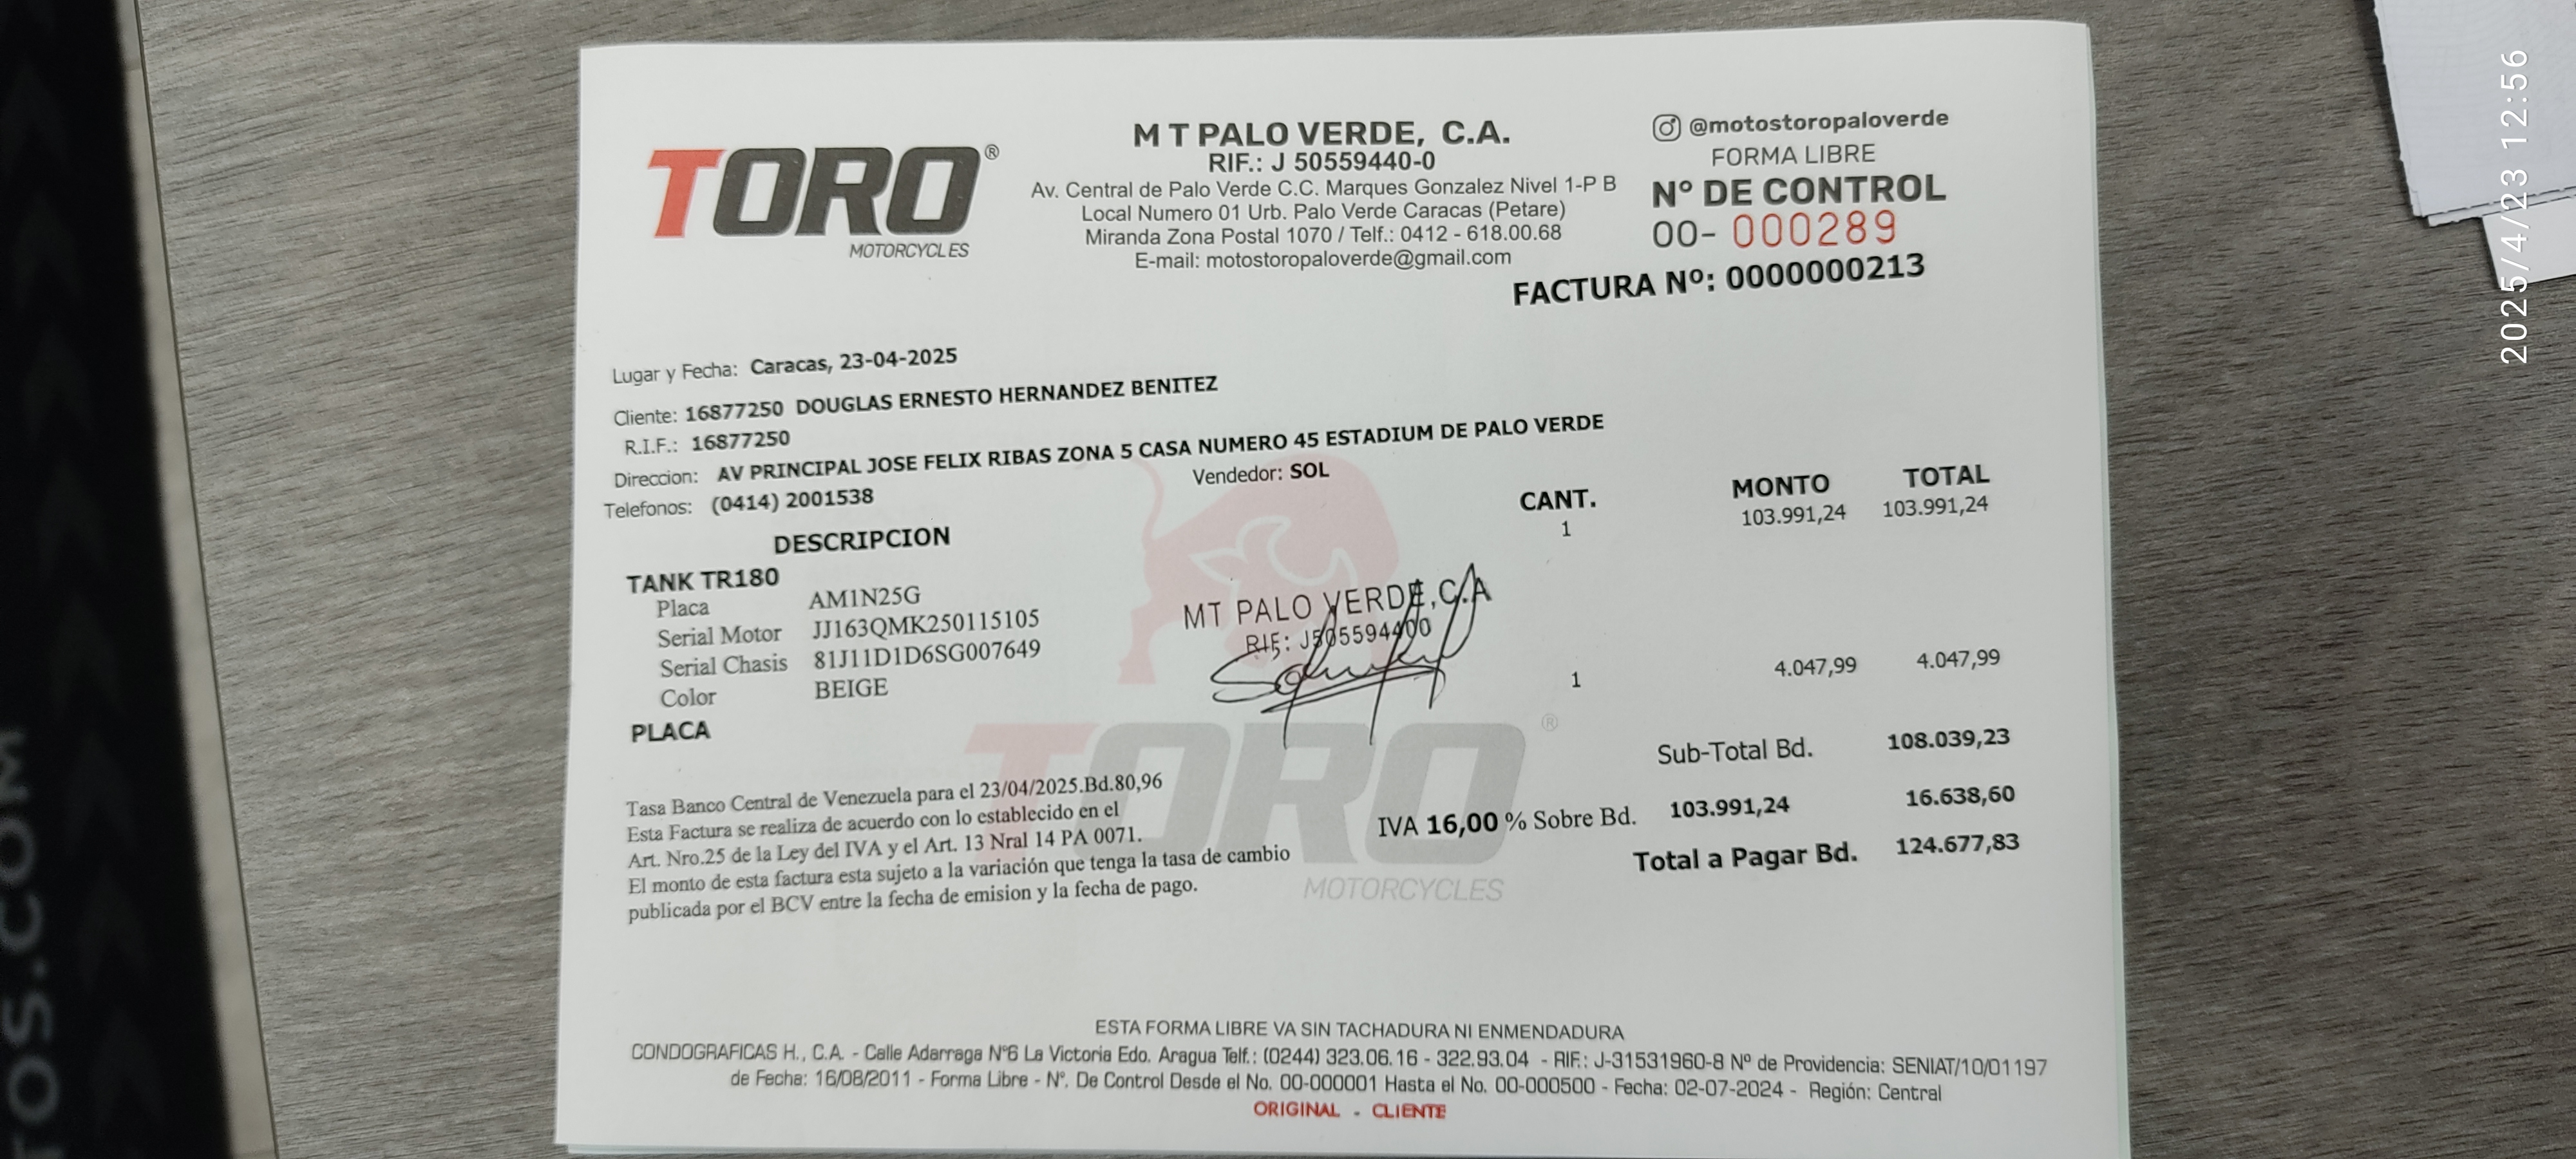 TORO®
MOTORCYCLES
M T PALO VERDE, C.A.
RIF.: J 50559440-0
Av. Central de Palo Verde C.C. Marques Gonzalez Nivel 1-P B
Local Numero 01 Urb. Palo Verde Caracas (Petare)
Miranda Zona Postal 1070 / Telf.: 0412 - 618.00.68
E-mail: motostoropaloverde@gmail.com
@motostoropaloverde
FORMA LIBRE
Nº DE CONTROL
00- 000289
FACTURA Nº: 0000000213
Lugar y Fecha: Caracas, 23-04-2025
Cliente: 16877250 DOUGLAS ERNESTO HERNANDEZ BENITEZ
R.I.F.: 16877250
Direccion: AV PRINCIPAL JOSE FELIX RIBAS ZONA 5 CASA NUMERO 45 ESTADIUM DE PALO VERDE
Telefonos: (0414) 2001538 Vendedor: SOL
DESCRIPCION CANT. MONTO TOTAL
TANK TR180 1 103.991,24 103.991,24
Placa AM1N25G
Serial Motor JJ163QMK250115105
Serial Chasis 81J11D1D6SG007649
Color BEIGE
PLACA 1 4.047,99 4.047,99
MT PALO VERDE, C.A
RIF: J505594400
TORO®
MOTORCYCLES
Sub-Total Bd. 108.039,23
IVA 16,00 % Sobre Bd. 103.991,24 16.638,60
Total a Pagar Bd. 124.677,83
Tasa Banco Central de Venezuela para el 23/04/2025.Bd.80,96
Esta Factura se realiza de acuerdo con lo establecido en el
Art. Nro.25 de la Ley del IVA y el Art. 13 Nral 14 PA 0071.
El monto de esta factura esta sujeto a la variación que tenga la tasa de cambio
publicada por el BCV entre la fecha de emision y la fecha de pago.
ESTA FORMA LIBRE VA SIN TACHADURA NI ENMENDADURA
CONDOGRAFICAS H., C.A. - Calle Adarraga N°6 La Victoria Edo. Aragua Telf.: (0244) 323.06.16 - 322.93.04 - RIF.: J-31531960-8 Nº de Providencia: SENIAT/10/01197
de Fecha: 16/08/2011 - Forma Libre - N°. De Control Desde el No. 00-000001 Hasta el No. 00-000500 - Fecha: 02-07-2024 - Región: Central
ORIGINAL - CLIENTE
2025/4/23 12:56
OS.COM